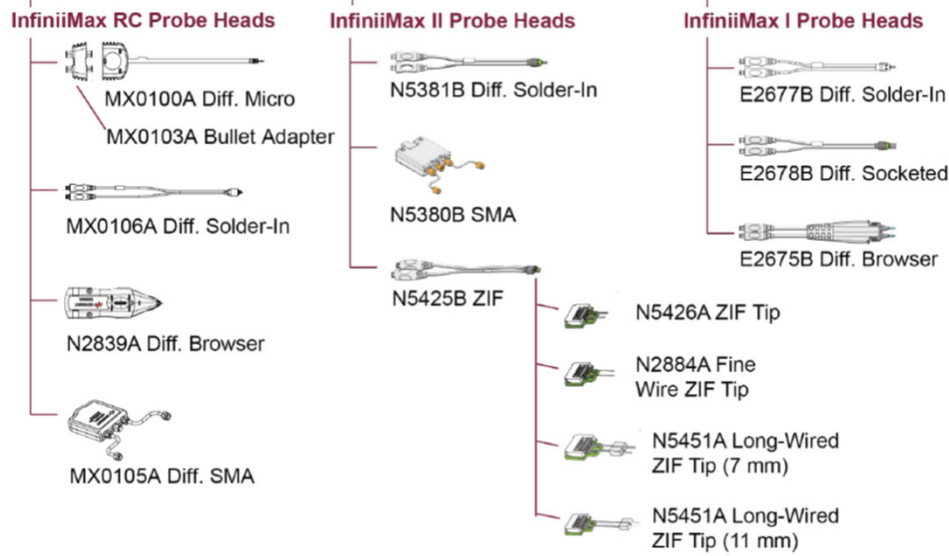 InfiniiMax RC Probe Heads
MX0100A Diff. Micro
MX0103A Bullet Adapter
MX0106A Diff. Solder-In
N2839A Diff. Browser
MX0105A Diff. SMA
InfiniiMax II Probe Heads
N5381B Diff. Solder-In
N5380B SMA
N5425B ZIF
N5426A ZIF Tip
N2884A Fine
Wire ZIF Tip
N5451A Long-Wired
ZIF Tip (7 mm)
N5451A Long-Wired
ZIF Tip (11 mm)
InfiniiMax I Probe Heads
E2677B Diff. Solder-In
E2678B Diff. Socketed
E2675B Diff. Browser